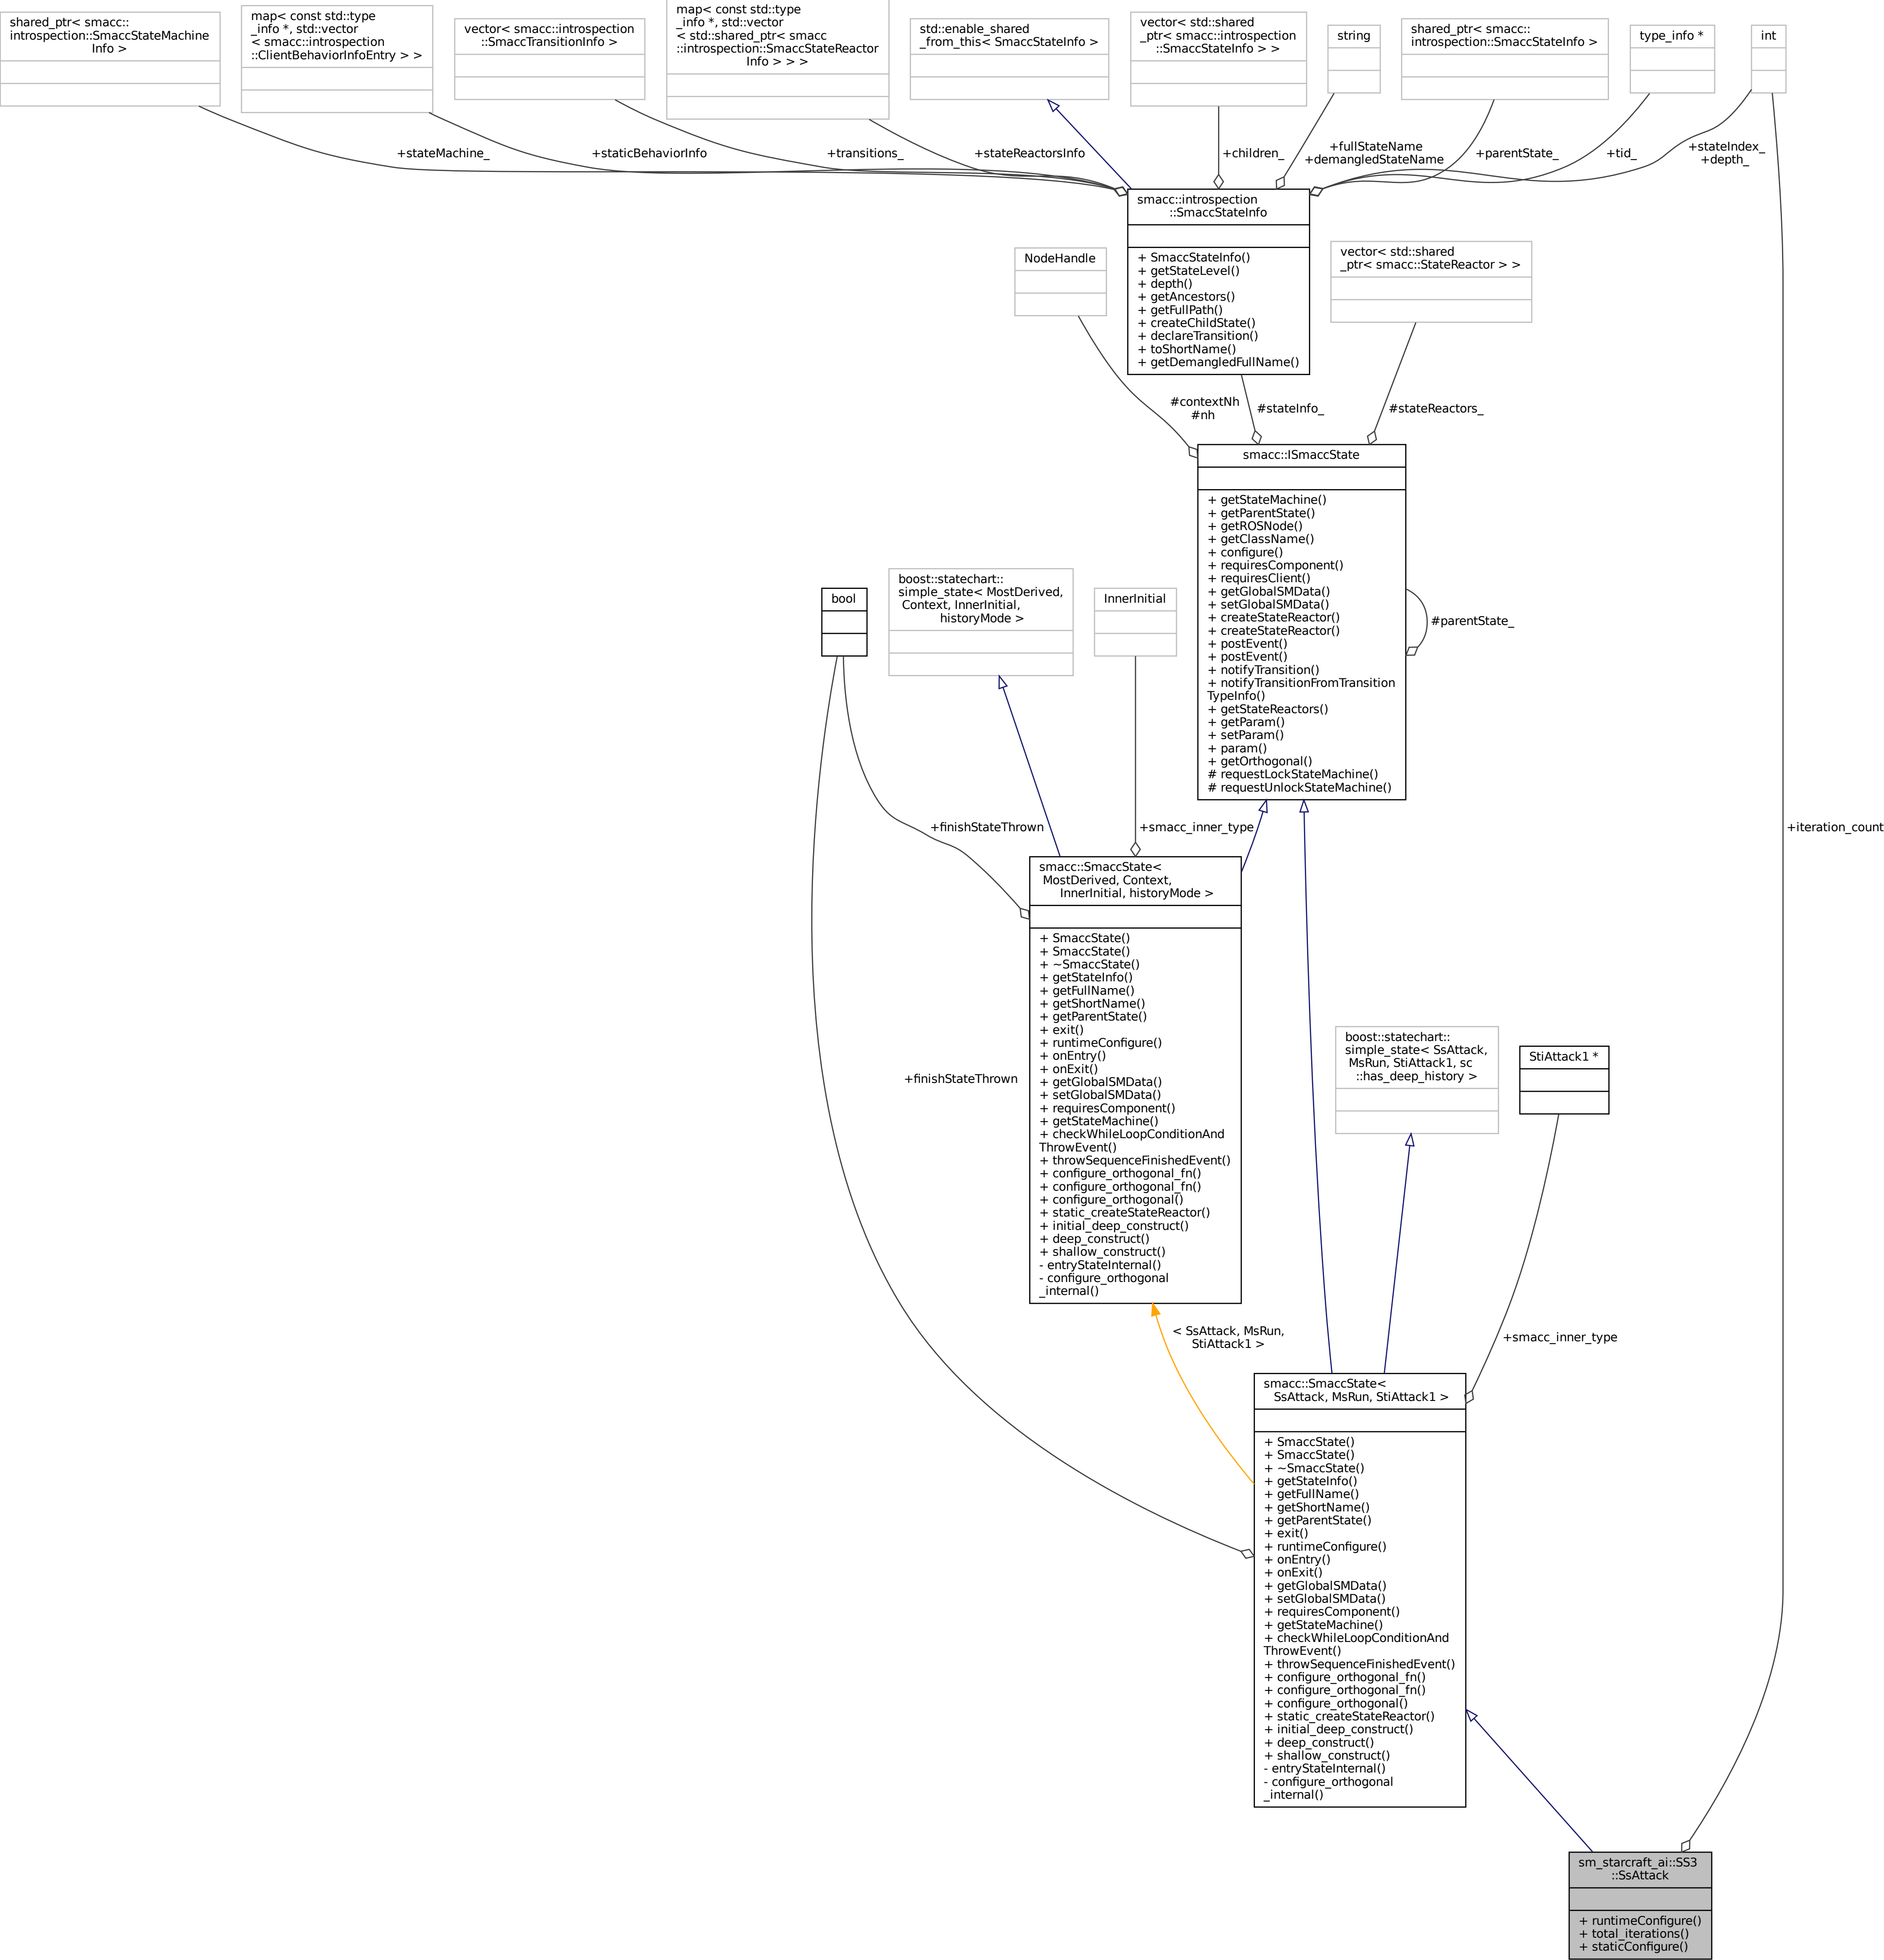 shared_ptr< smacc::
introspection::SmaccStateMachine
Info >
map< const std::type
_info *, std::vector
< smacc::introspection
::ClientBehaviorInfoEntry > >
vector< smacc::introspection
::SmaccTransitionInfo >
map< const std::type
_info *, std::vector
< std::shared_ptr< smacc
::introspection::SmaccStateReactor
Info > > >
std::enable_shared
_from_this< SmaccStateInfo >
vector< std::shared
_ptr< smacc::introspection
::SmaccStateInfo > >
string
shared_ptr< smacc::
introspection::SmaccStateInfo >
type_info *
int
+stateMachine_
+staticBehaviorInfo
+transitions_
+stateReactorsInfo
+children_
+fullStateName
+demangledStateName
+parentState_
+tid_
+stateIndex_
+depth_
smacc::introspection
::SmaccStateInfo
+ SmaccStateInfo()
+ getStateLevel()
+ depth()
+ getAncestors()
+ getFullPath()
+ createChildState()
+ declareTransition()
+ toShortName()
+ getDemangledFullName()
NodeHandle
vector< std::shared
_ptr< smacc::StateReactor > >
#contextNh
#nh
#stateInfo_
#stateReactors_
smacc::ISmaccState
+ getStateMachine()
+ getParentState()
+ getROSNode()
+ getClassName()
+ configure()
+ requiresComponent()
+ requiresClient()
+ getGlobalSMData()
+ setGlobalSMData()
+ createStateReactor()
+ createStateReactor()
+ postEvent()
+ postEvent()
+ notifyTransition()
+ notifyTransitionFromTransition
TypeInfo()
+ getStateReactors()
+ getParam()
+ setParam()
+ param()
+ getOrthogonal()
# requestLockStateMachine()
# requestUnlockStateMachine()
#parentState_
bool
boost::statechart::
simple_state< MostDerived,
Context, InnerInitial,
historyMode >
InnerInitial
+finishStateThrown
+smacc_inner_type
+iteration_count
smacc::SmaccState<
MostDerived, Context,
InnerInitial, historyMode >
+ SmaccState()
+ SmaccState()
+ ~SmaccState()
+ getStateInfo()
+ getFullName()
+ getShortName()
+ getParentState()
+ exit()
+ runtimeConfigure()
+ onEntry()
+ onExit()
+ getGlobalSMData()
+ setGlobalSMData()
+ requiresComponent()
+ getStateMachine()
+ checkWhileLoopConditionAnd
ThrowEvent()
+ throwSequenceFinishedEvent()
+ configure_orthogonal_fn()
+ configure_orthogonal_fn()
+ configure_orthogonal()
+ static_createStateReactor()
+ initial_deep_construct()
+ deep_construct()
+ shallow_construct()
- entryStateInternal()
- configure_orthogonal
_internal()
+finishStateThrown
boost::statechart::
simple_state< SsAttack,
MsRun, StiAttack1, sc
::has_deep_history >
StiAttack1 *
< SsAttack, MsRun,
StiAttack1 >
+smacc_inner_type
smacc::SmaccState<
SsAttack, MsRun, StiAttack1 >
+ SmaccState()
+ SmaccState()
+ ~SmaccState()
+ getStateInfo()
+ getFullName()
+ getShortName()
+ getParentState()
+ exit()
+ runtimeConfigure()
+ onEntry()
+ onExit()
+ getGlobalSMData()
+ setGlobalSMData()
+ requiresComponent()
+ getStateMachine()
+ checkWhileLoopConditionAnd
ThrowEvent()
+ throwSequenceFinishedEvent()
+ configure_orthogonal_fn()
+ configure_orthogonal_fn()
+ configure_orthogonal()
+ static_createStateReactor()
+ initial_deep_construct()
+ deep_construct()
+ shallow_construct()
- entryStateInternal()
- configure_orthogonal
_internal()
sm_starcraft_ai::SS3
::SsAttack
+ runtimeConfigure()
+ total_iterations()
+ staticConfigure()